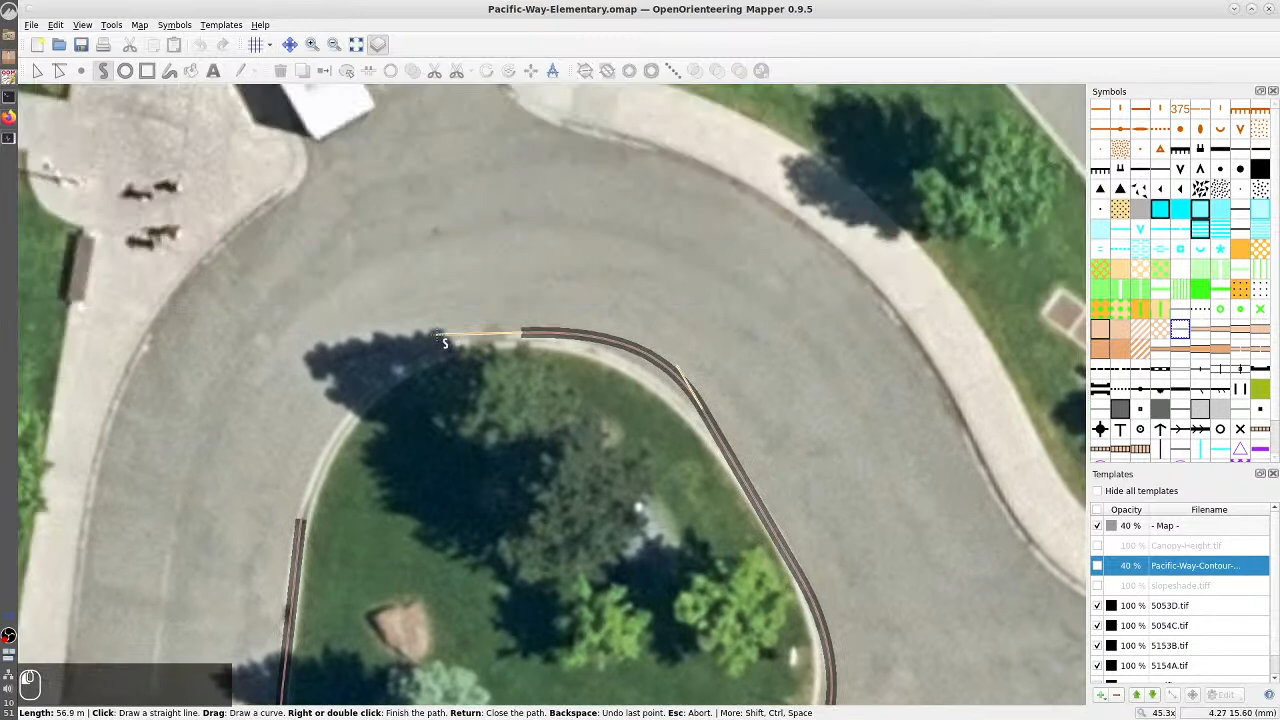 Pacific-Way-Elementary.omap — OpenOrienteering Mapper 0.9.5
File Edit View Tools Map Symbols Templates Help
Symbols
375
S
Templates
Hide all templates
Opacity Filename
40 % - Map -
100 % Canopy-Height.tif
40 % Pacific-Way-Contour-...
100 % slopeshade.tiff
100 % 5053D.tif
100 % 5054C.tif
100 % 5153B.tif
100 % 5154A.tif
Edit
10
51
Length: 56.9 m | Click: Draw a straight line. Drag: Draw a curve. Right or double click: Finish the path. Return: Close the path. Backspace: Undo last point. Esc: Abort. | More: Shift, Ctrl, Space
45.3x
4.27 15.60 (mm)